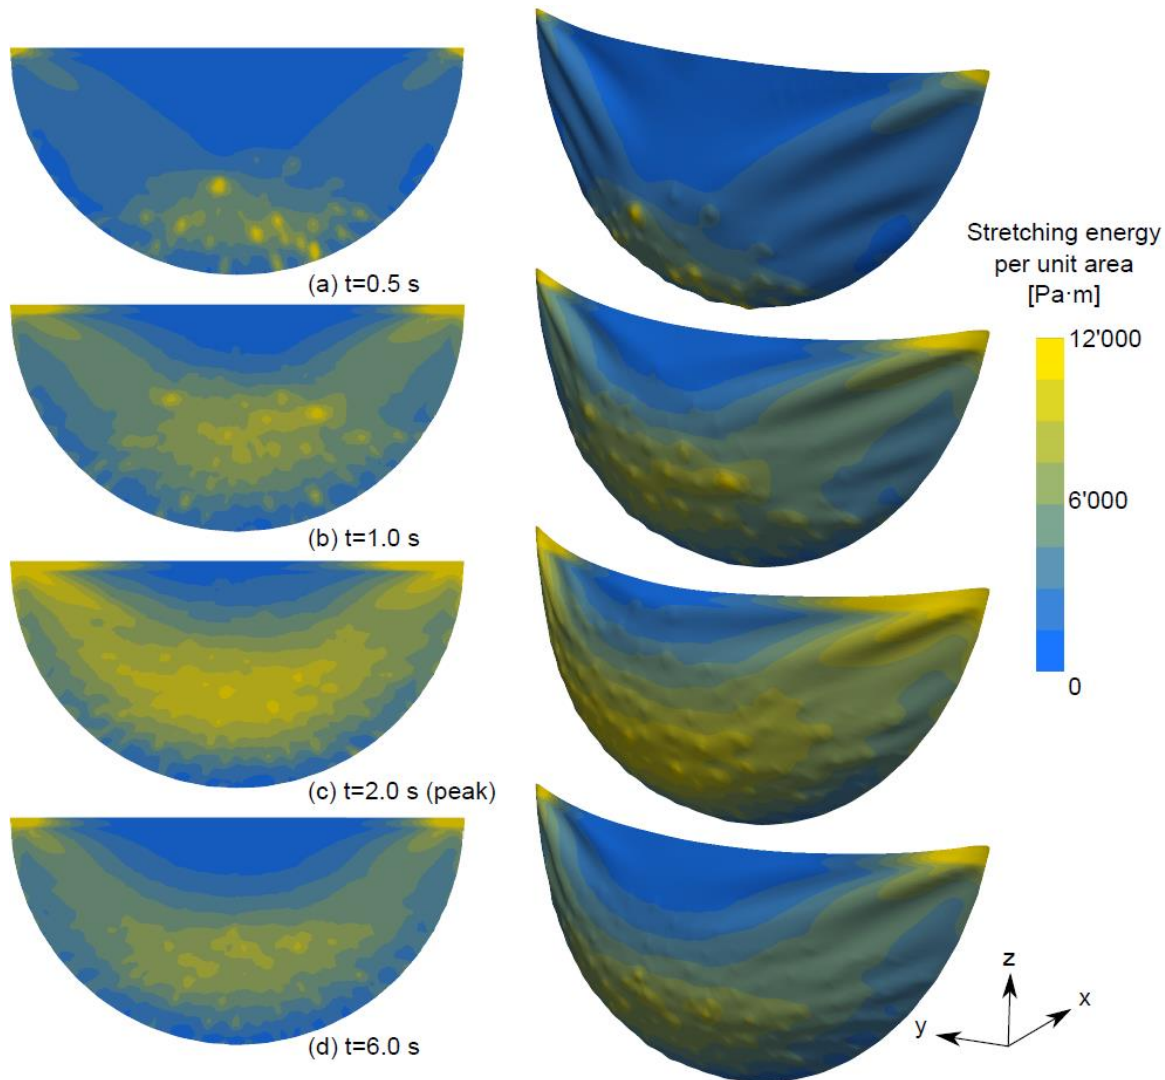 (a) t=0.5 s
Stretching energy
per unit area
[Pa·m]
12'000
6'000
0
(b) t=1.0 s
(c) t=2.0 s (peak)
(d) t=6.0 s
z
x
y